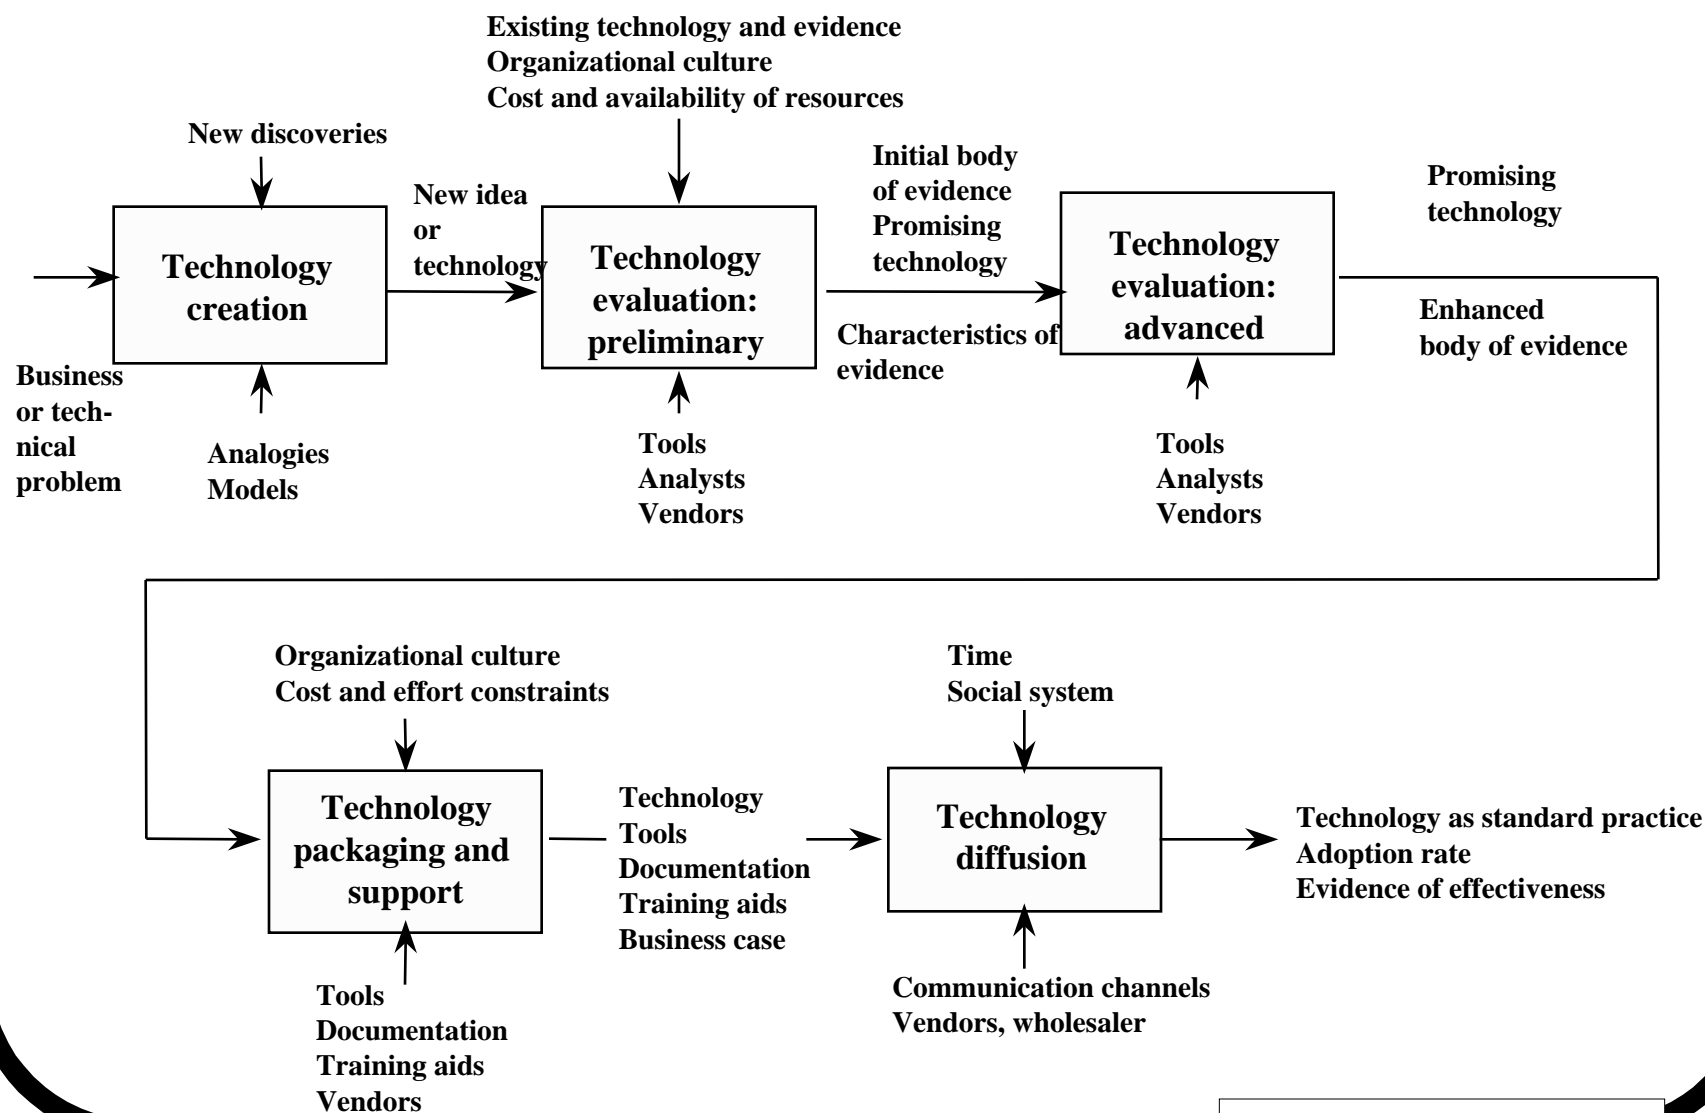 Existing technology and evidence
Organizational culture
Cost and availability of resources
New discoveries
Business
or tech-
nical
problem
Technology
creation
Analogies
Models
New idea
or
technology
Technology
evaluation:
preliminary
Tools
Analysts
Vendors
Initial body
of evidence
Promising
technology
Characteristics of
evidence
Technology
evaluation:
advanced
Tools
Analysts
Vendors
Promising
technology
Enhanced
body of evidence
Organizational culture
Cost and effort constraints
Technology
packaging and
support
Tools
Documentation
Training aids
Vendors
Technology
Tools
Documentation
Training aids
Business case
Time
Social system
Technology
diffusion
Communication channels
Vendors, wholesaler
Technology as standard practice
Adoption rate
Evidence of effectiveness